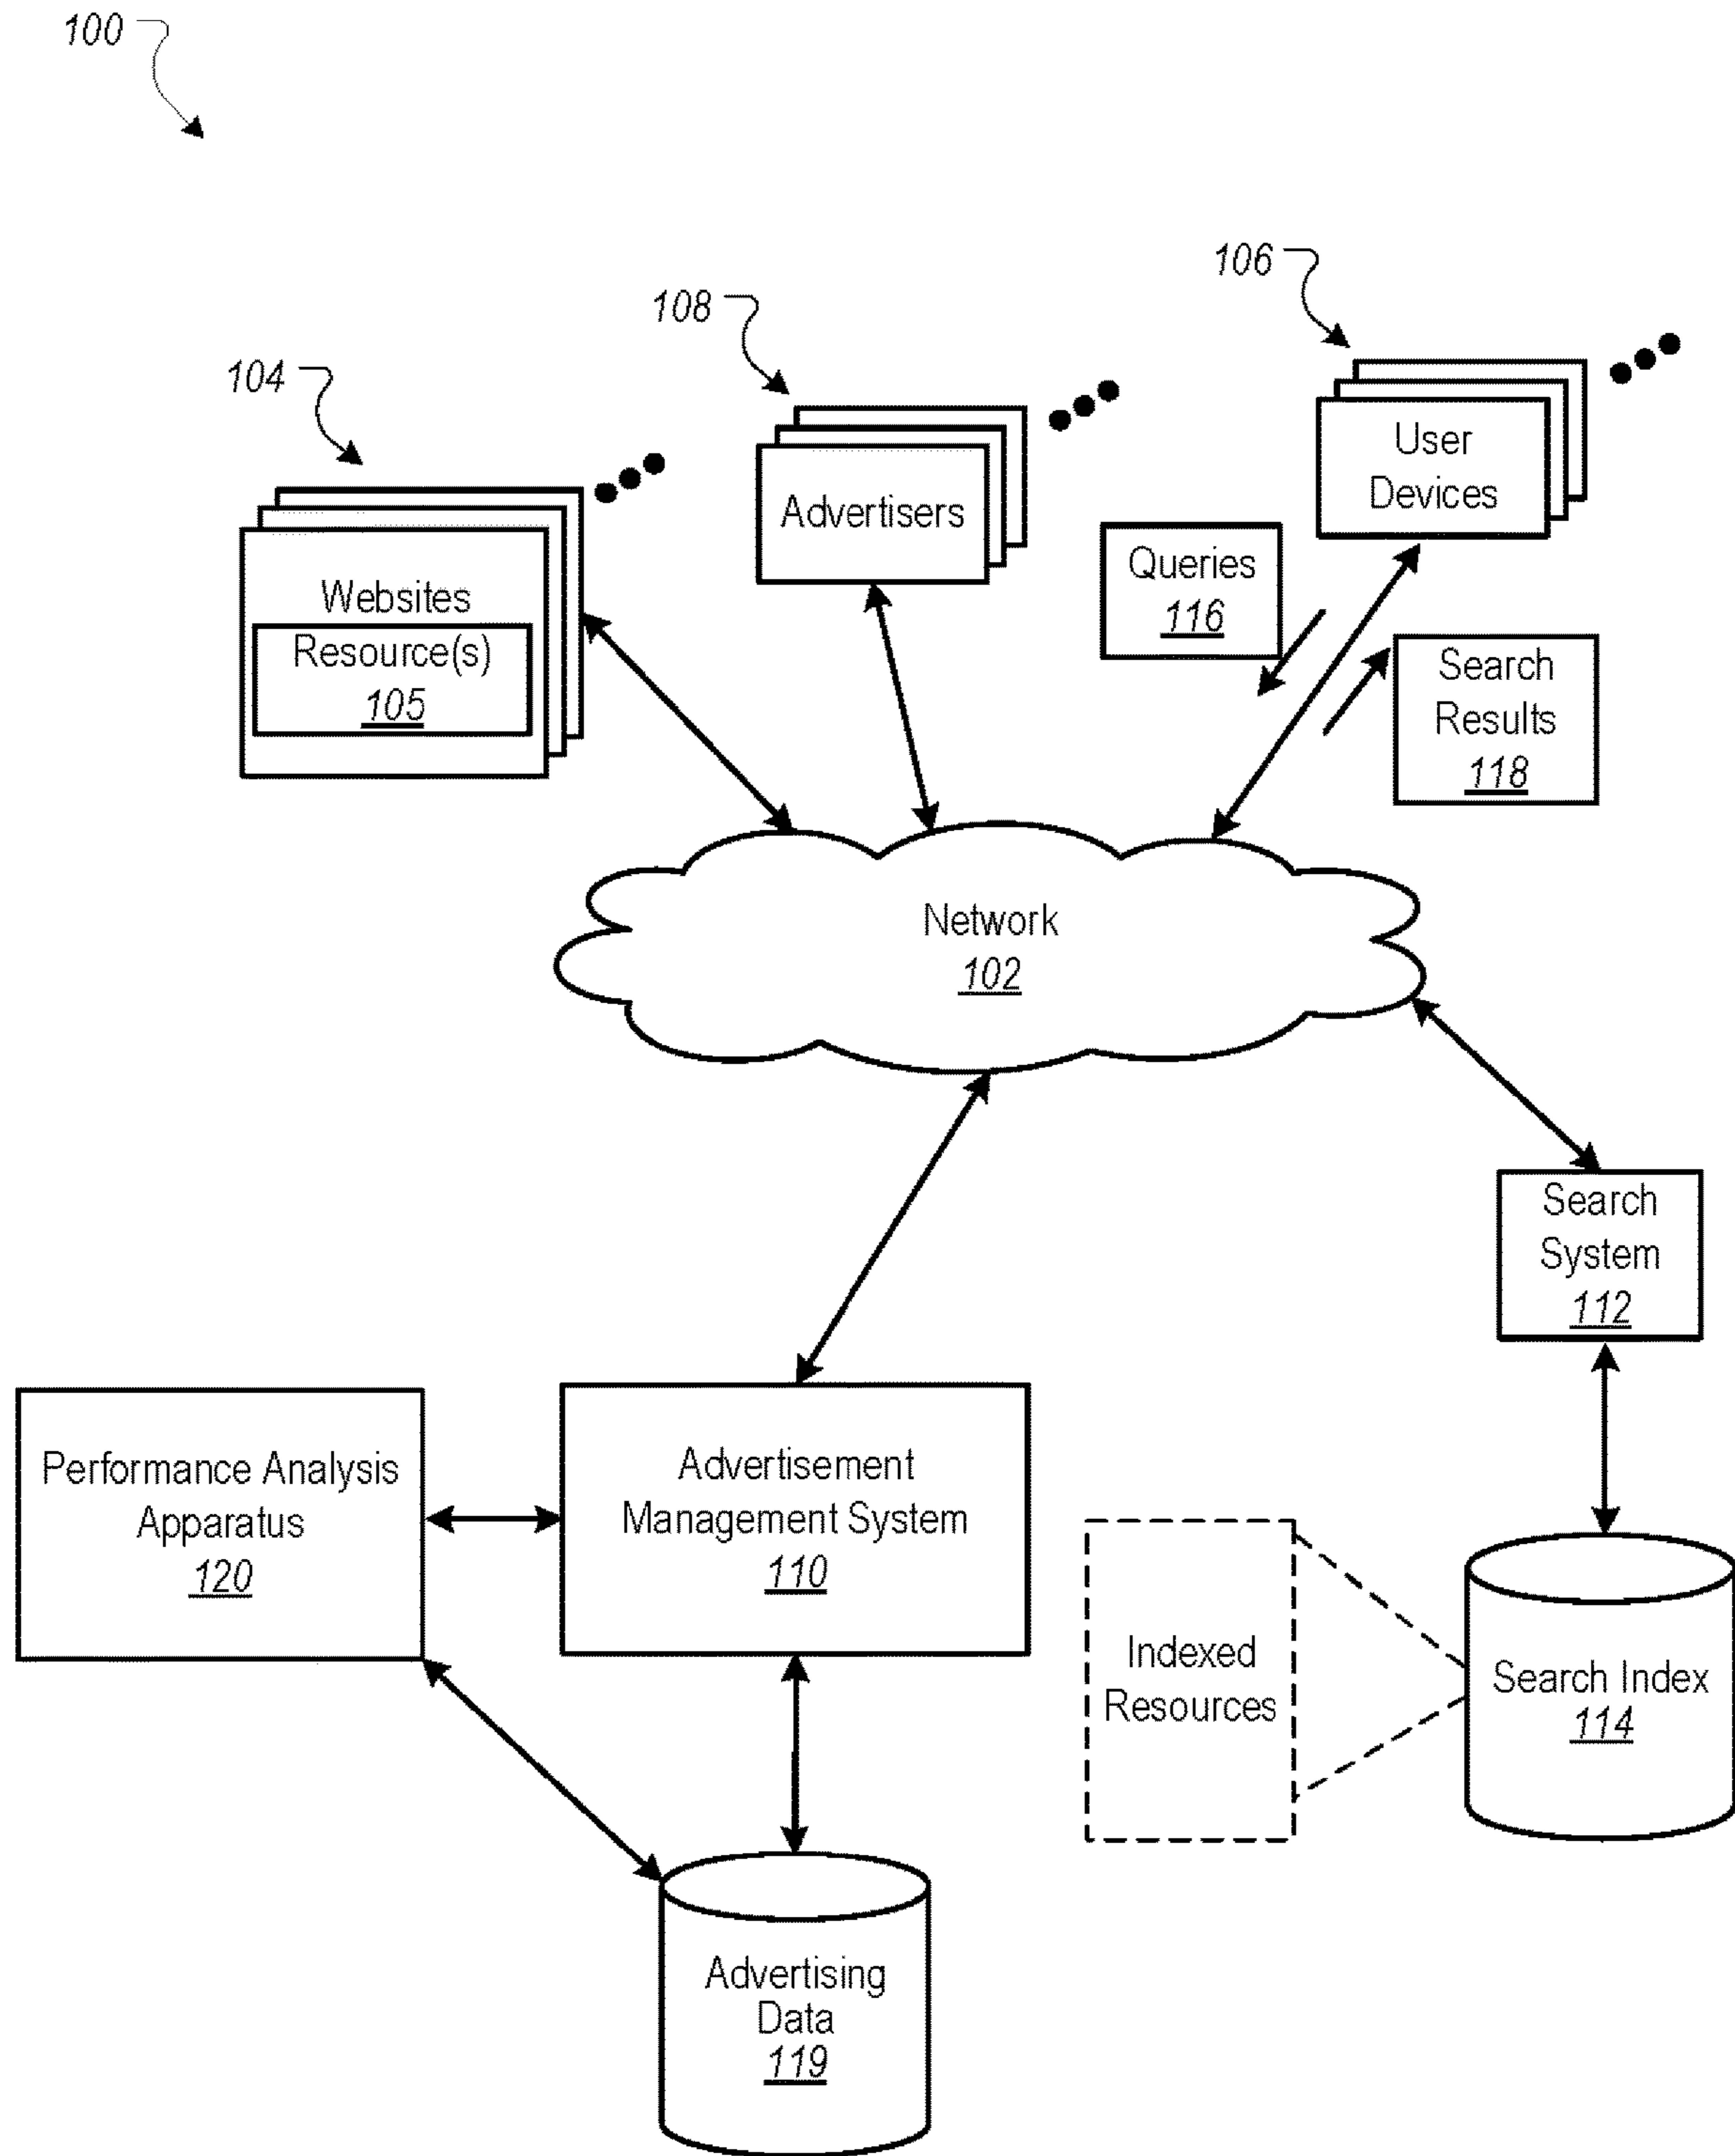 100
106
108
104
User
Devices
Advertisers
Queries
116
Websites
Resource(s)
105
Search
Results
118
Network
102
Search
System
112
Performance Analysis
Apparatus
120
Advertisement
Management System
110
Indexed
Resources
Search Index
114
Advertising
Data
119